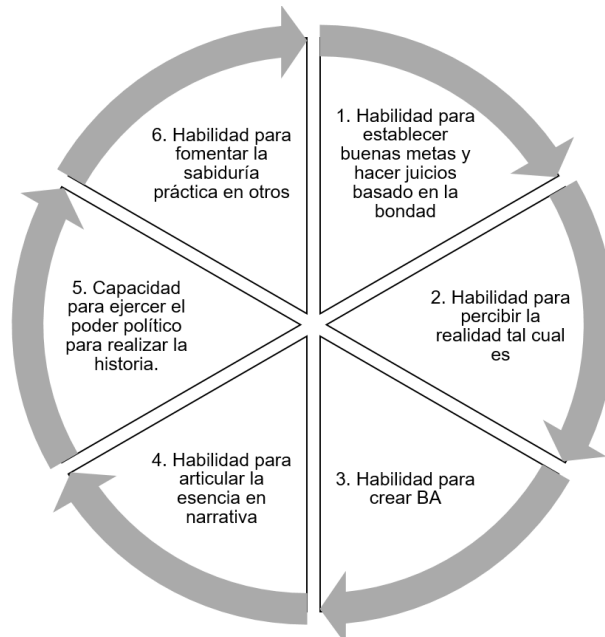 1. Habilidad para
establecer
buenas metas y
hacer juicios
basado en la
bondad
2. Habilidad para
percibir la
realidad tal cual
es
3. Habilidad para
crear BA
4. Habilidad para
articular la
esencia en
narrativa
5. Capacidad
para ejercer el
poder político
para realizar la
historia.
6. Habilidad para
fomentar la
sabiduría
práctica en otros